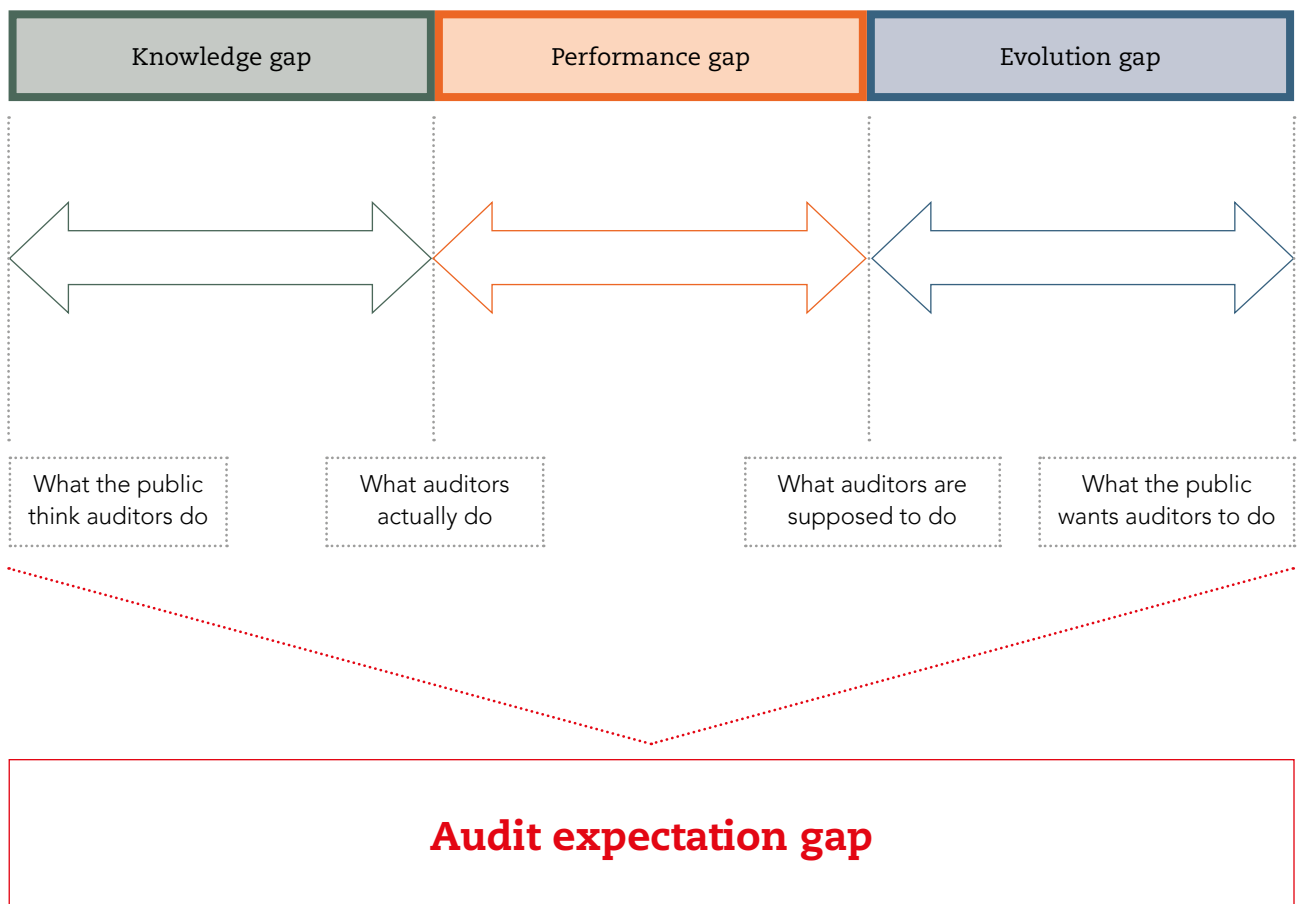 Knowledge gap
Performance gap
Evolution gap
What the public
think auditors do
What auditors
actually do
What auditors are
supposed to do
What the public
wants auditors to do
Audit expectation gap